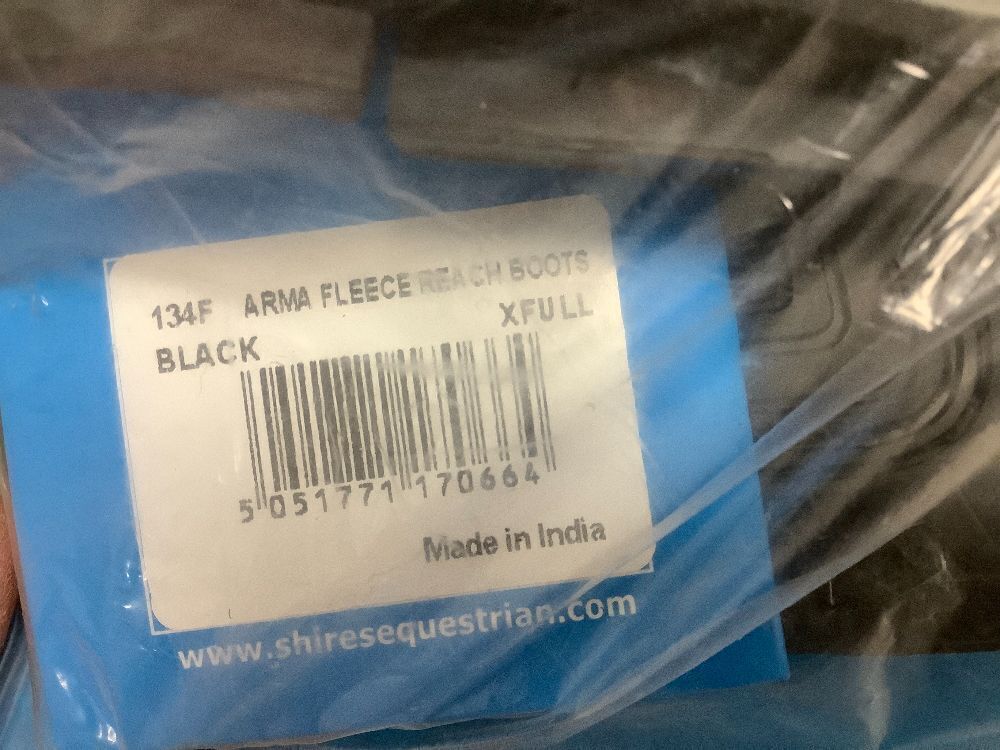 134F ARMA FLEECE REACH BOOTS
BLACK XFULL
5 051771 170664
Made in India
www.shiresequestrian.com